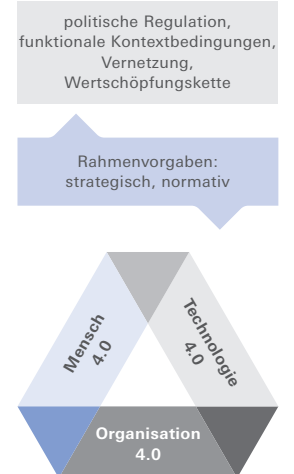 politische Regulation,
funktionale Kontextbedingungen,
Vernetzung,
Wertschöpfungskette
Rahmenvorgaben:
strategisch, normativ
Mensch
4.0
Technologie
4.0
Organisation
4.0